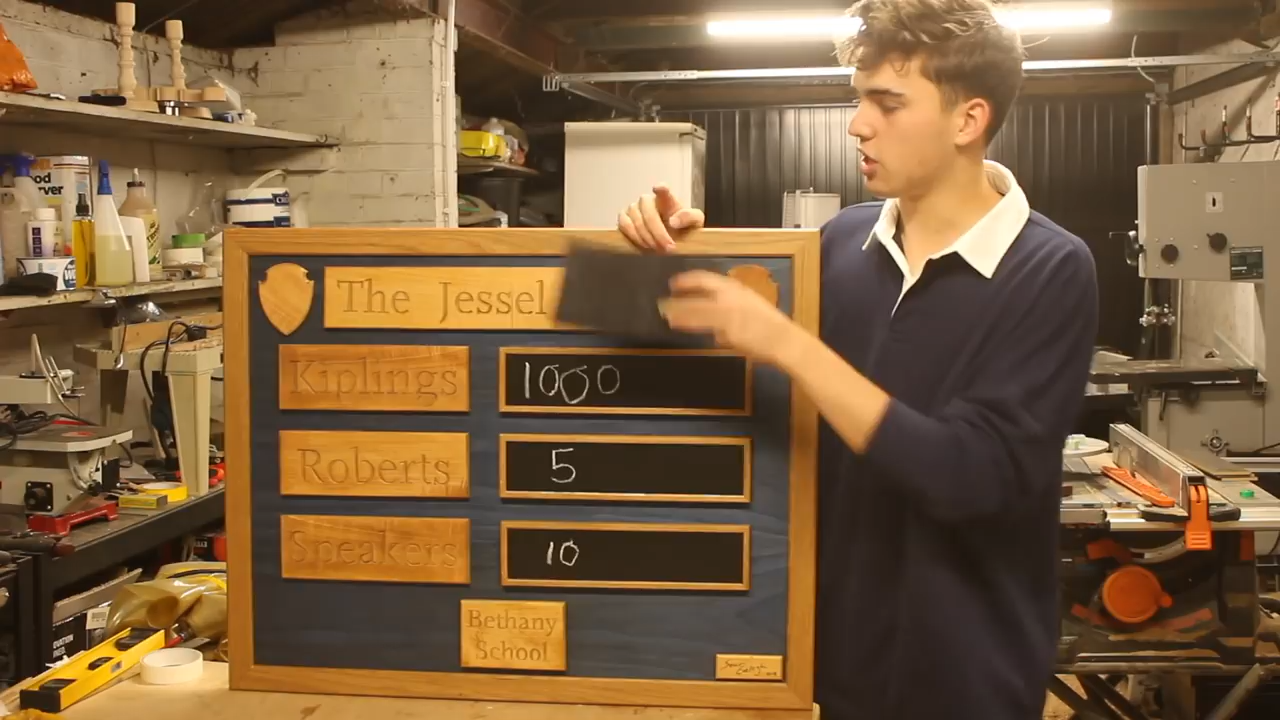 The Jessel
Kiplings
1000
Roberts
5
Speakers
10
Bethany
School